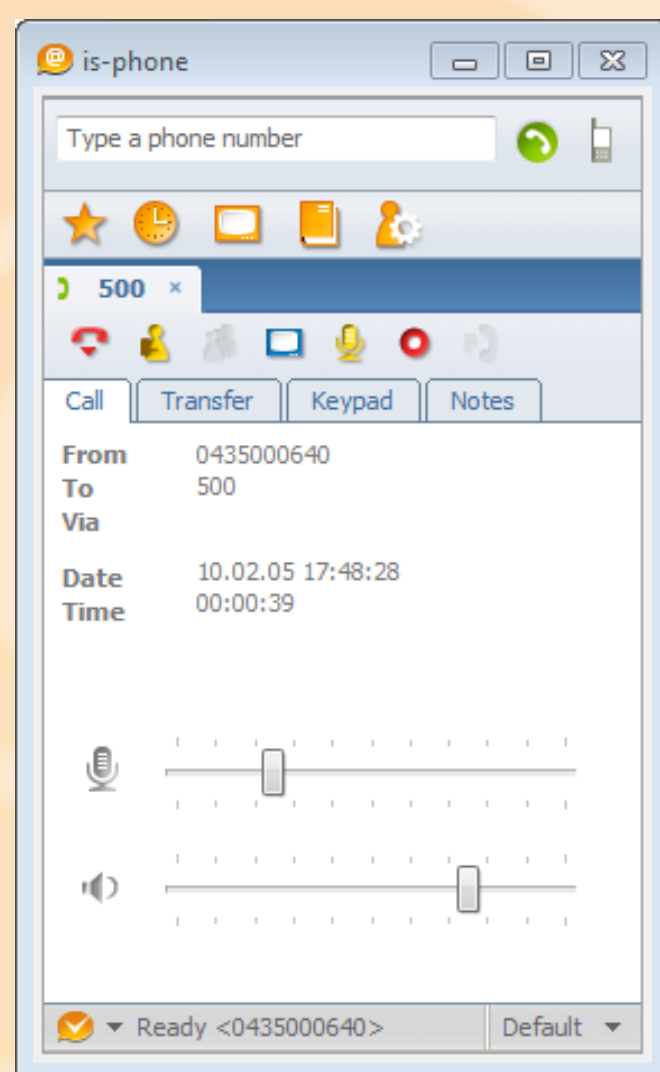 is-phone
Type a phone number
500 ×
Call Transfer Keypad Notes
From 0435000640
To 500
Via
Date 10.02.05 17:48:28
Time 00:00:39
Ready <0435000640> Default